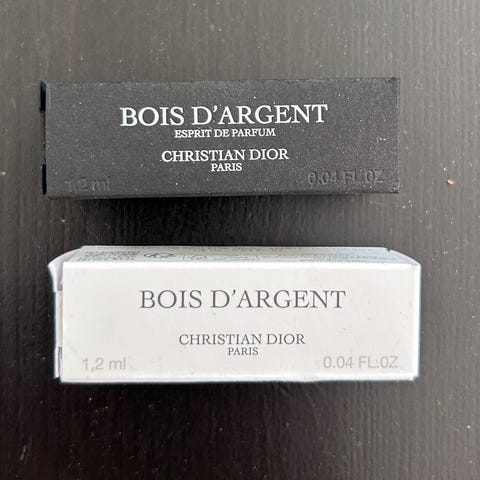 BOIS D'ARGENT
ESPRIT DE PARFUM
CHRISTIAN DIOR
PARIS
1,2 ml 0.04 FL.OZ
BOIS D'ARGENT
CHRISTIAN DIOR
PARIS
1,2 ml 0.04 FL.OZ